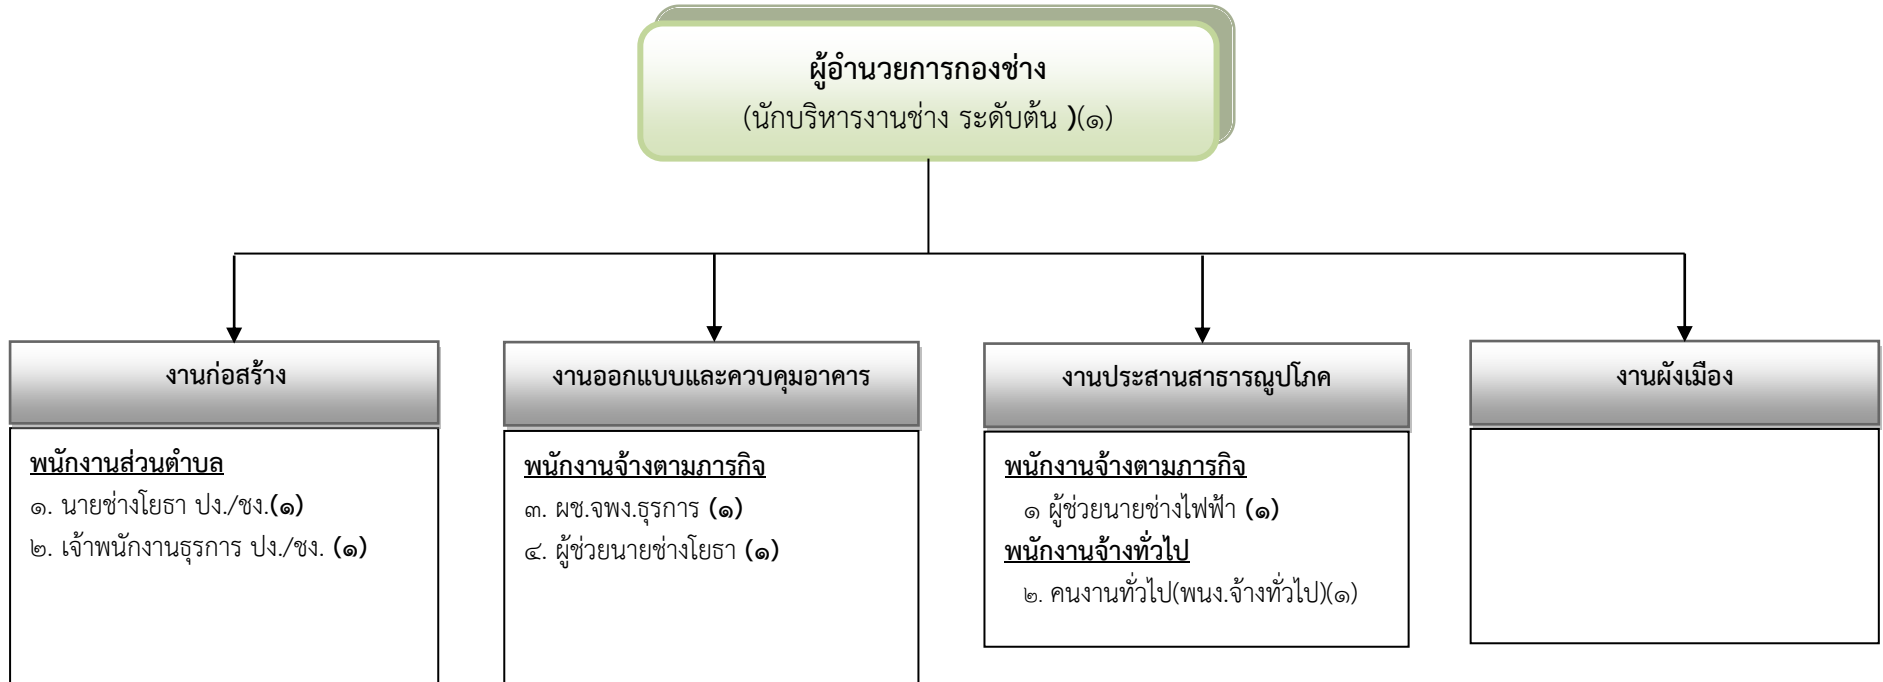 ผู้อำนวยการกองช่าง
(นักบริหารงานช่าง ระดับต้น )(๑)
งานก่อสร้าง
พนักงานส่วนตำบล
๑. นายช่างโยธา ปง./ชง.(๑)
๒. เจ้าพนักงานธุรการ ปง./ชง. (๑)
งานออกแบบและควบคุมอาคาร
พนักงานจ้างตามภารกิจ
๓. ผช.จพง.ธุรการ (๑)
๔. ผู้ช่วยนายช่างโยธา (๑)
งานประสานสาธารณูปโภค
พนักงานจ้างตามภารกิจ
๑ ผู้ช่วยนายช่างไฟฟ้า (๑)
พนักงานจ้างทั่วไป
๒. คนงานทั่วไป(พนง.จ้างทั่วไป)(๑)
งานผังเมือง